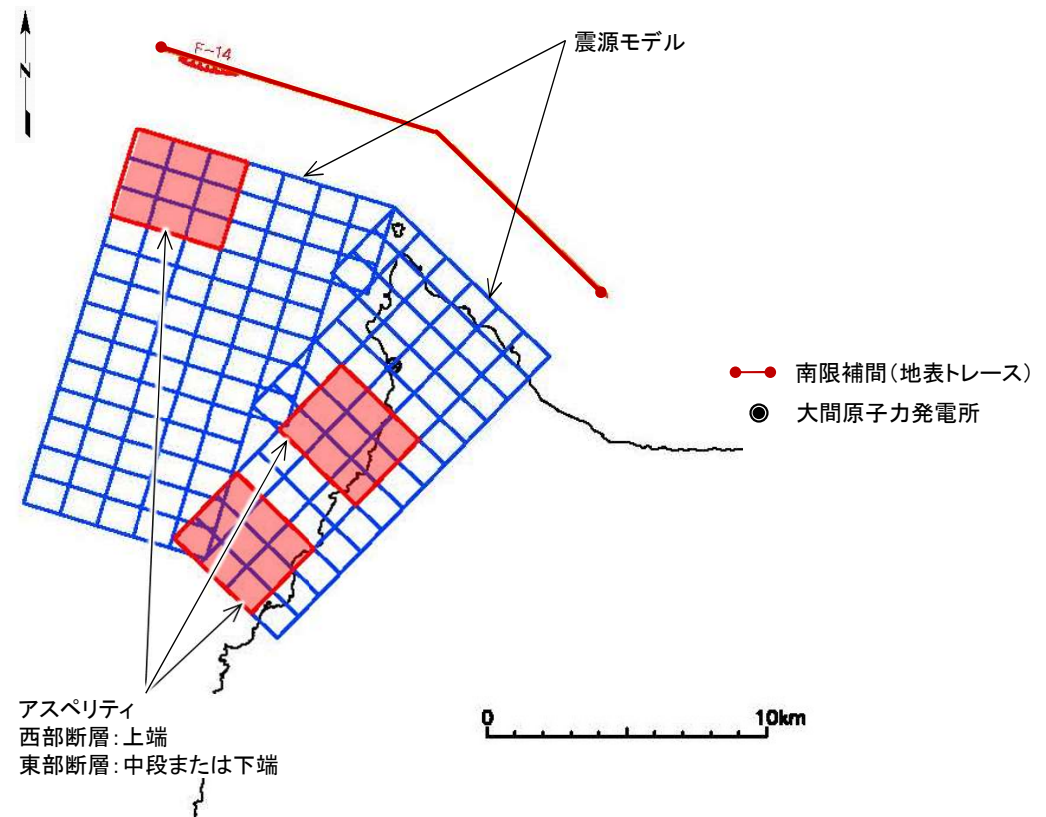 N
F-14
震源モデル
南限補間(地表トレース)
大間原子力発電所
アスペリティ
西部断層:上端
東部断層:中段または下端
0 10km